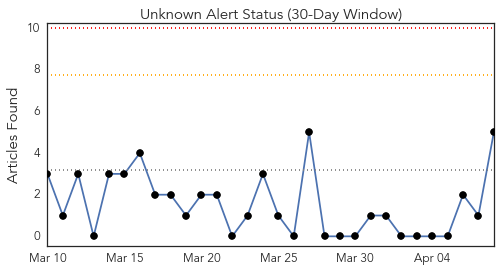 Unknown Alert Status (30-Day Window)
Articles Found
10
8
6
4
2
0
Mar 10 Mar 15 Mar 20 Mar 25 Mar 30 Apr 04